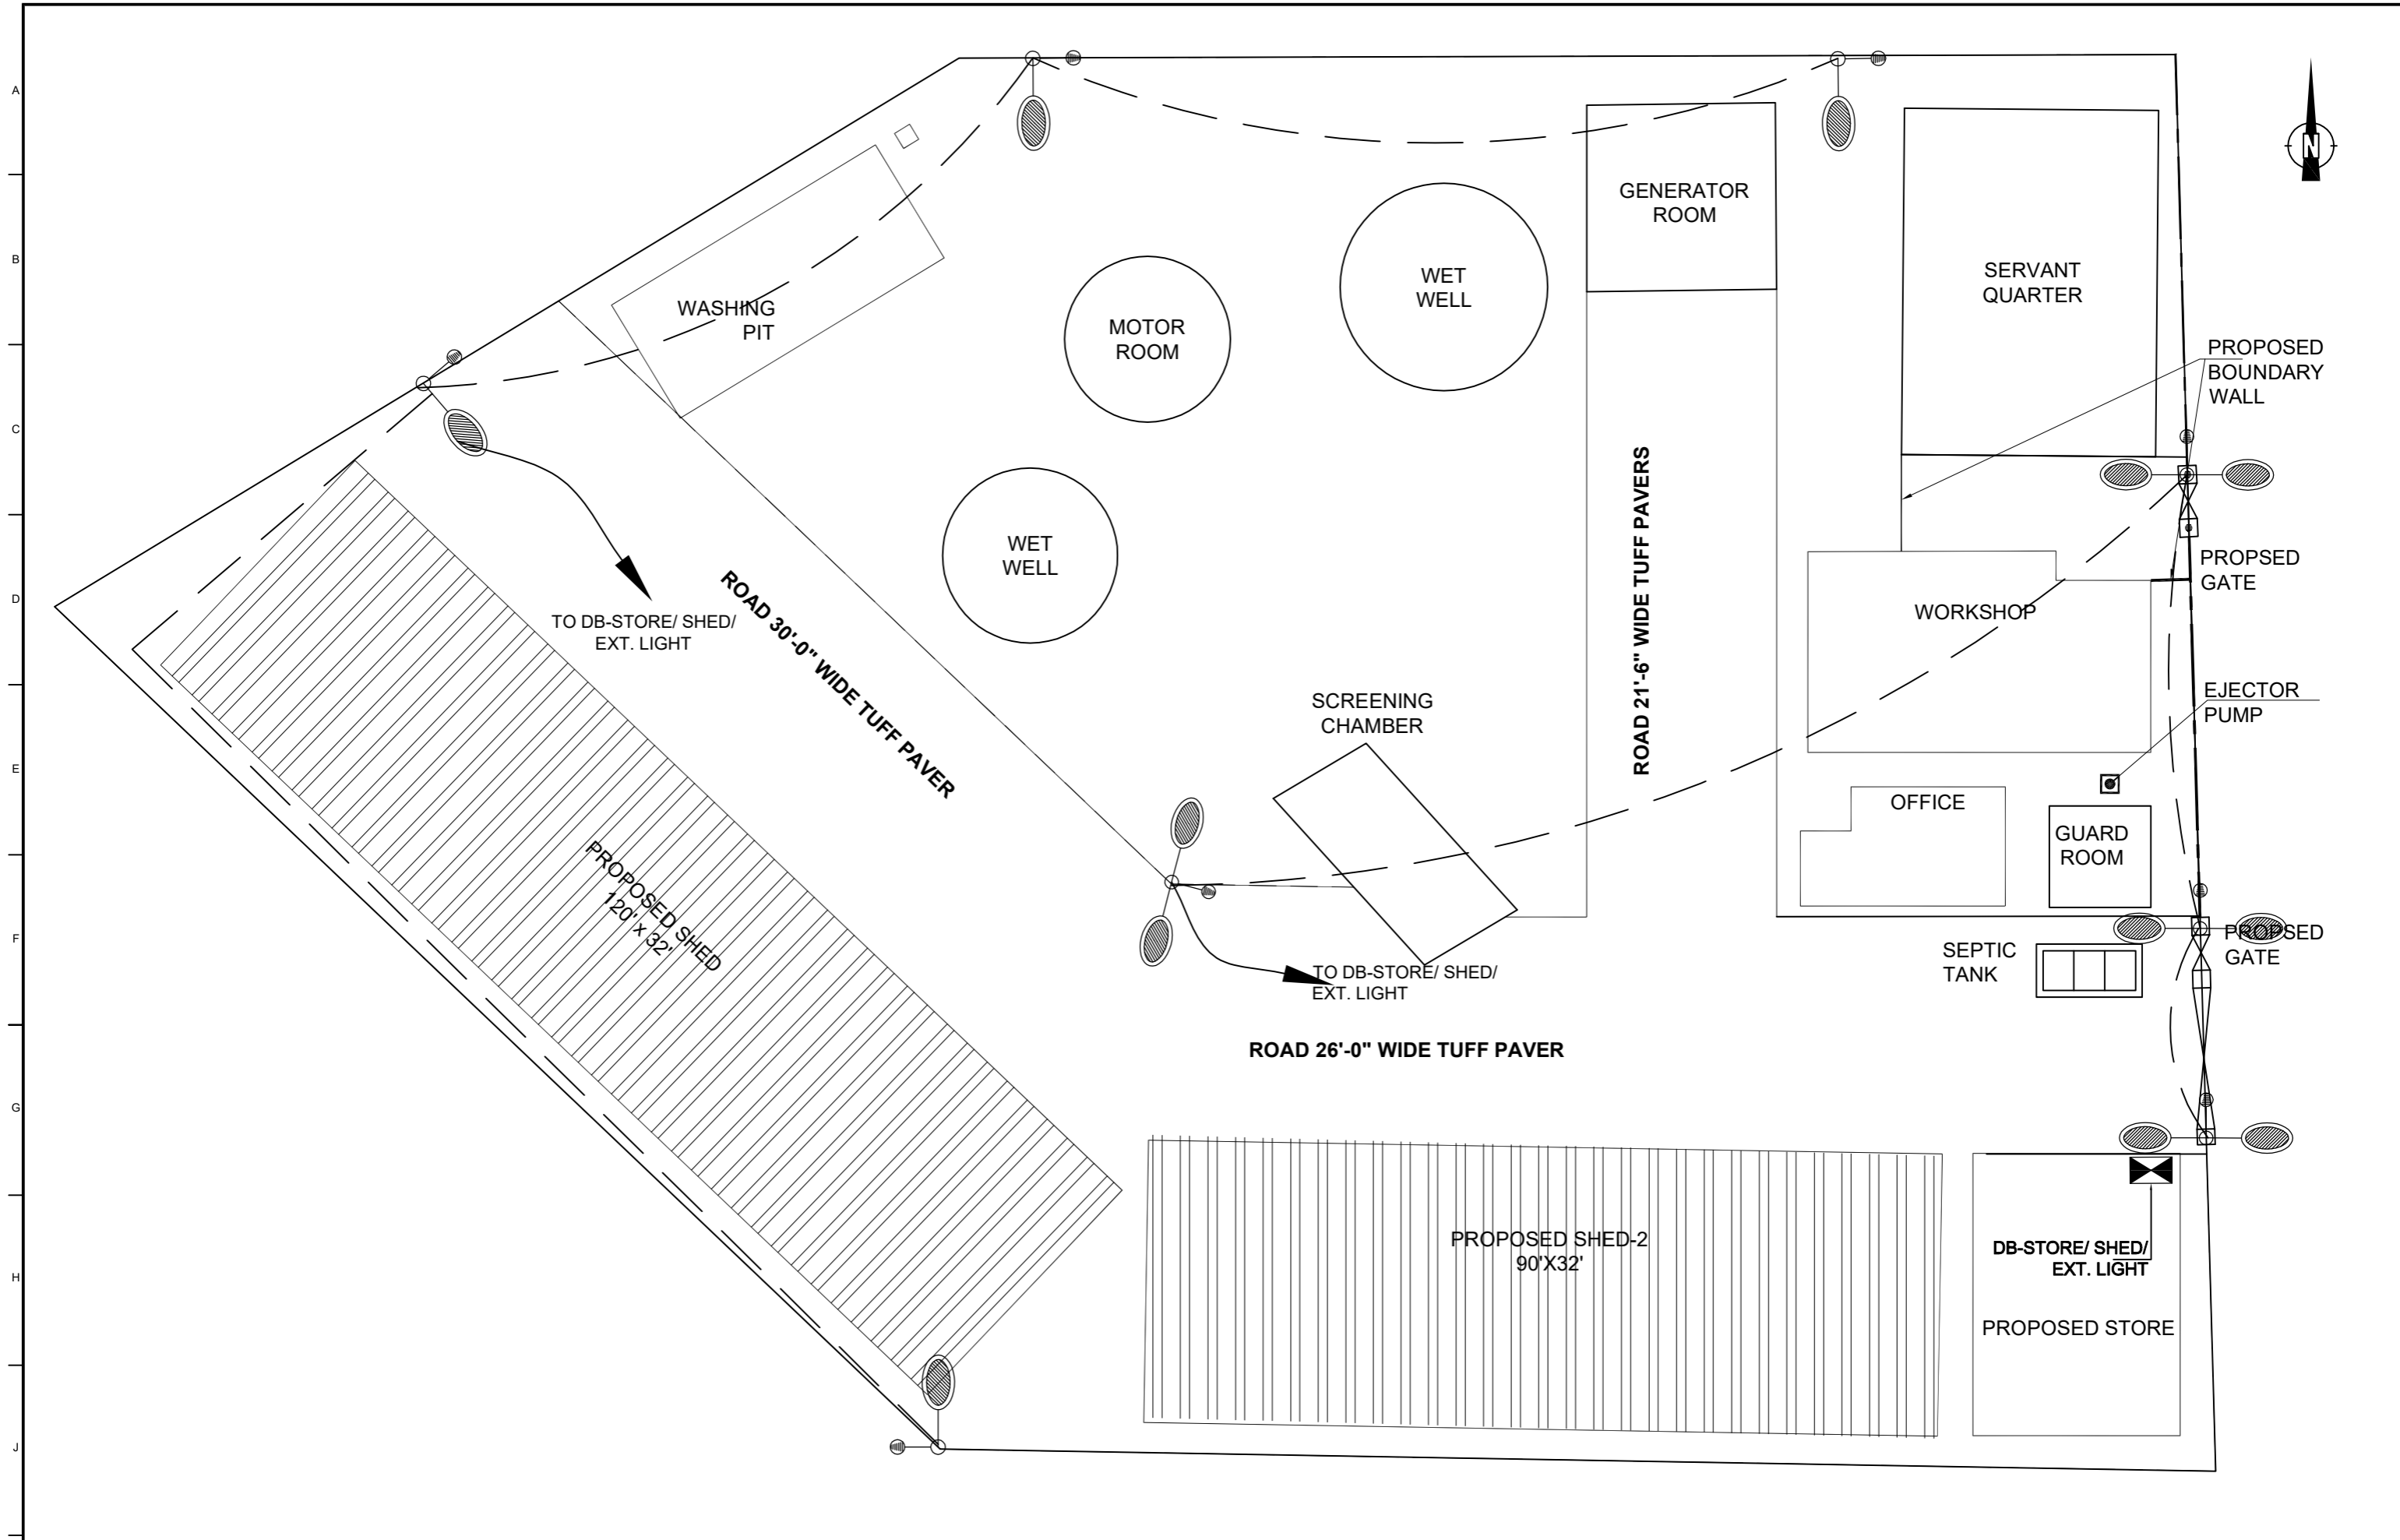 A
B
C
D
E
F
G
H
J
N
GENERATOR
ROOM
WET
WELL
SERVANT
QUARTER
WASHING
PIT
MOTOR
ROOM
PROPOSED
BOUNDARY
WALL
WET
WELL
ROAD 21'-6" WIDE TUFF PAVERS
PROPSED
GATE
WORKSHOP
TO DB-STORE/ SHED/
EXT. LIGHT
ROAD 30'-0" WIDE TUFF PAVER
SCREENING
CHAMBER
EJECTOR
PUMP
OFFICE
GUARD
ROOM
PROPOSED SHED
120' x 32'
SEPTIC
TANK
PROPSED
GATE
TO DB-STORE/ SHED/
EXT. LIGHT
ROAD 26'-0" WIDE TUFF PAVER
PROPOSED SHED-2
90'X32'
DB-STORE/ SHED/
EXT. LIGHT
PROPOSED STORE